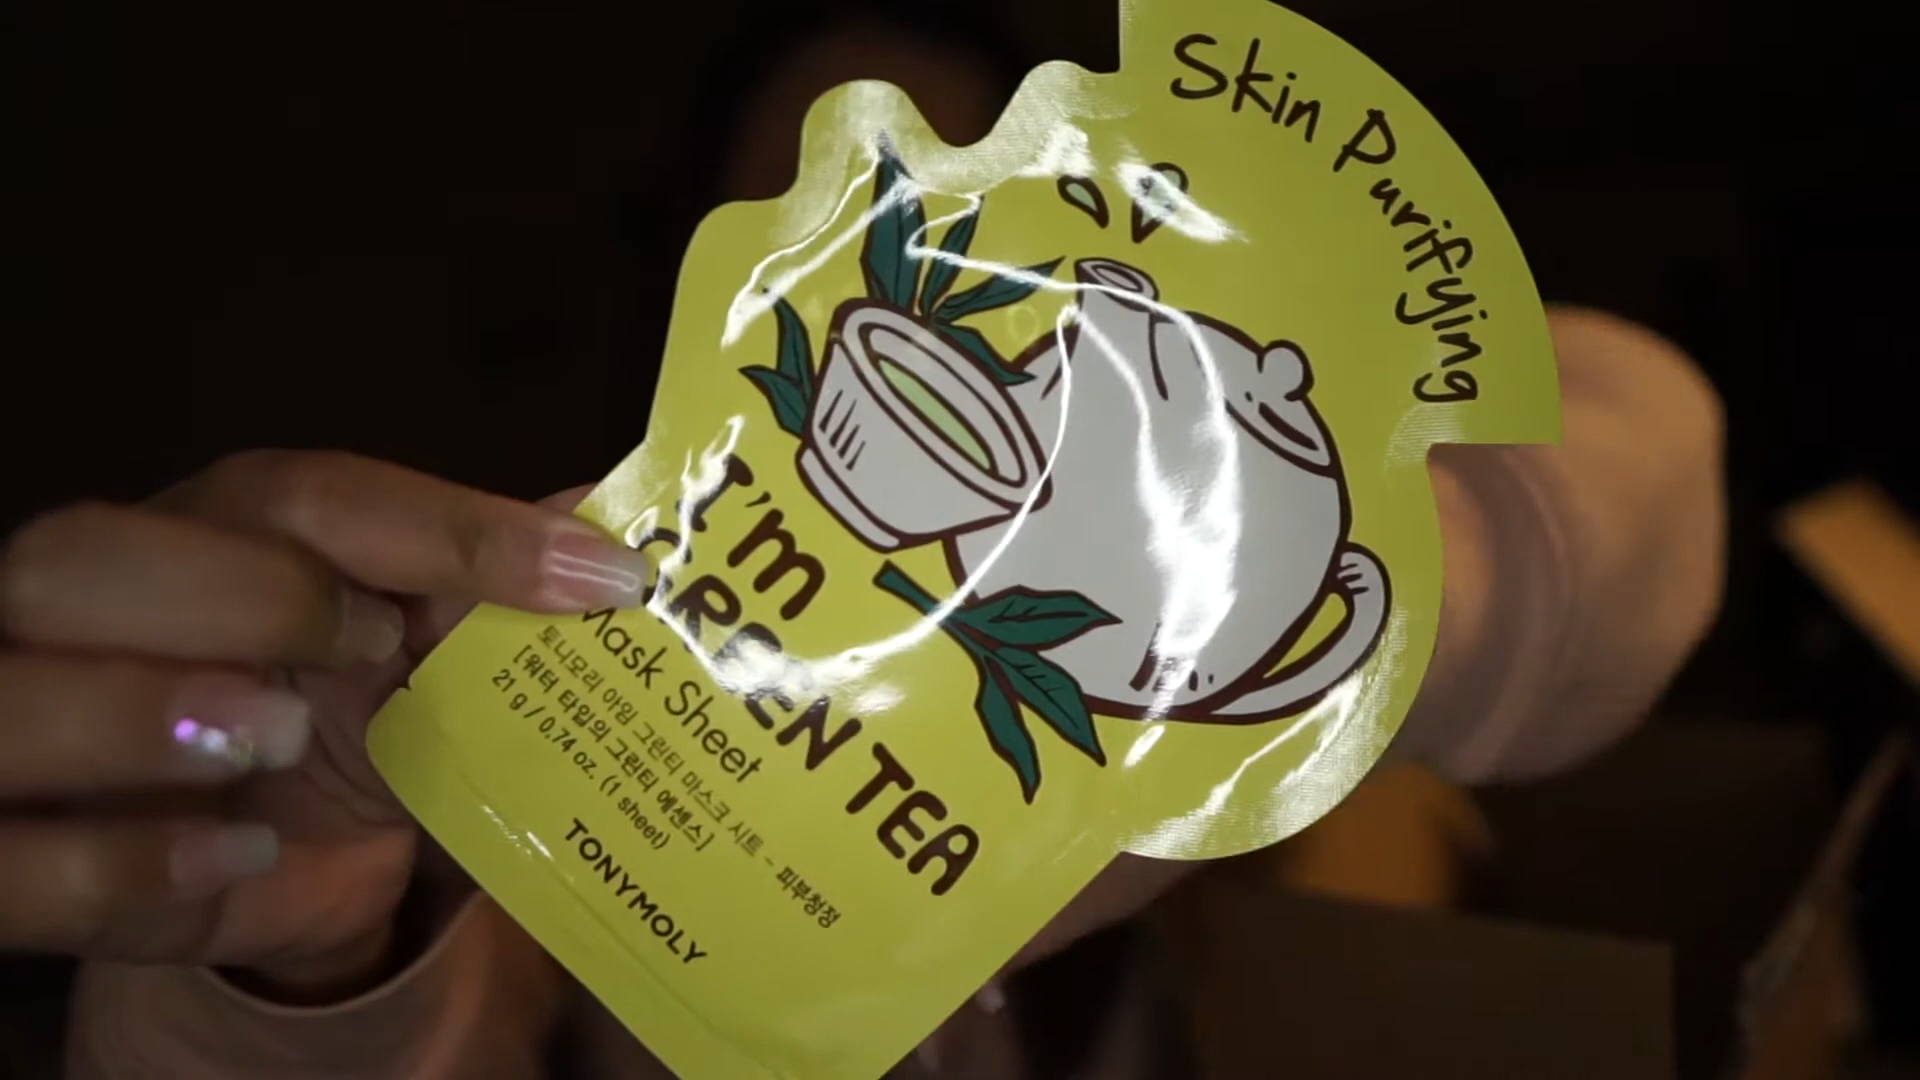 Skin Purifying
I'm
GREEN TEA
Mask Sheet
토니모리 아임 그린티 마스크 시트 - 피부청정
[워터 타입의 그린티 에센스]
21 g / 0.74 oz. (1 sheet)
TONYMOLY